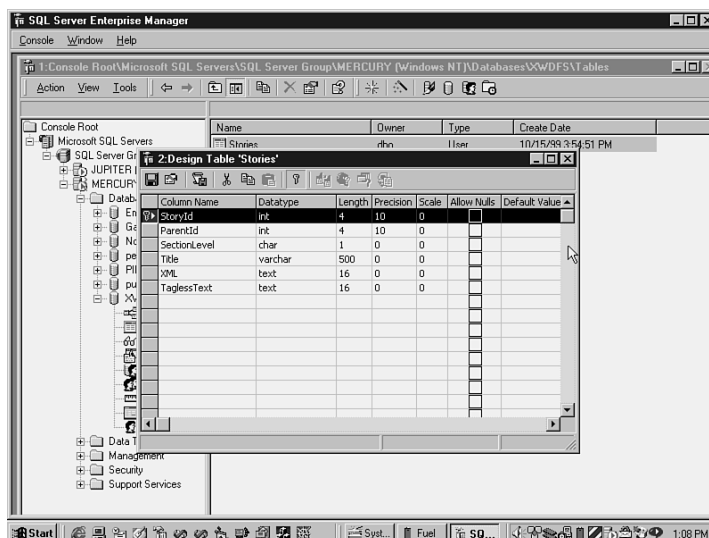 SQL Server Enterprise Manager
Console Window Help
1:Console Root\Microsoft SQL Servers\SQL Server Group\MERCURY (Windows NT)\Databases\XWDFS\Tables
Action View Tools
Console Root
Name Owner Type Create Date
Microsoft SQL Servers
Stories dbo User 10/15/99 3:54:51 PM
SQL Server Gr
2:Design Table 'Stories'
JUPITER
MERCUR
Column Name Datatype Length Precision Scale Allow Nulls Default Value
StoryId int 4 10 0
ParentId int 4 10 0
SectionLevel char 1 0 0
Title varchar 500 0 0
XML text 16 0 0
TaglessText text 16 0 0
Datab
En
Ga
No
pe
pu
Data T
Management
Security
Support Services
Start Syst... Fuel SQ... 1:08 PM